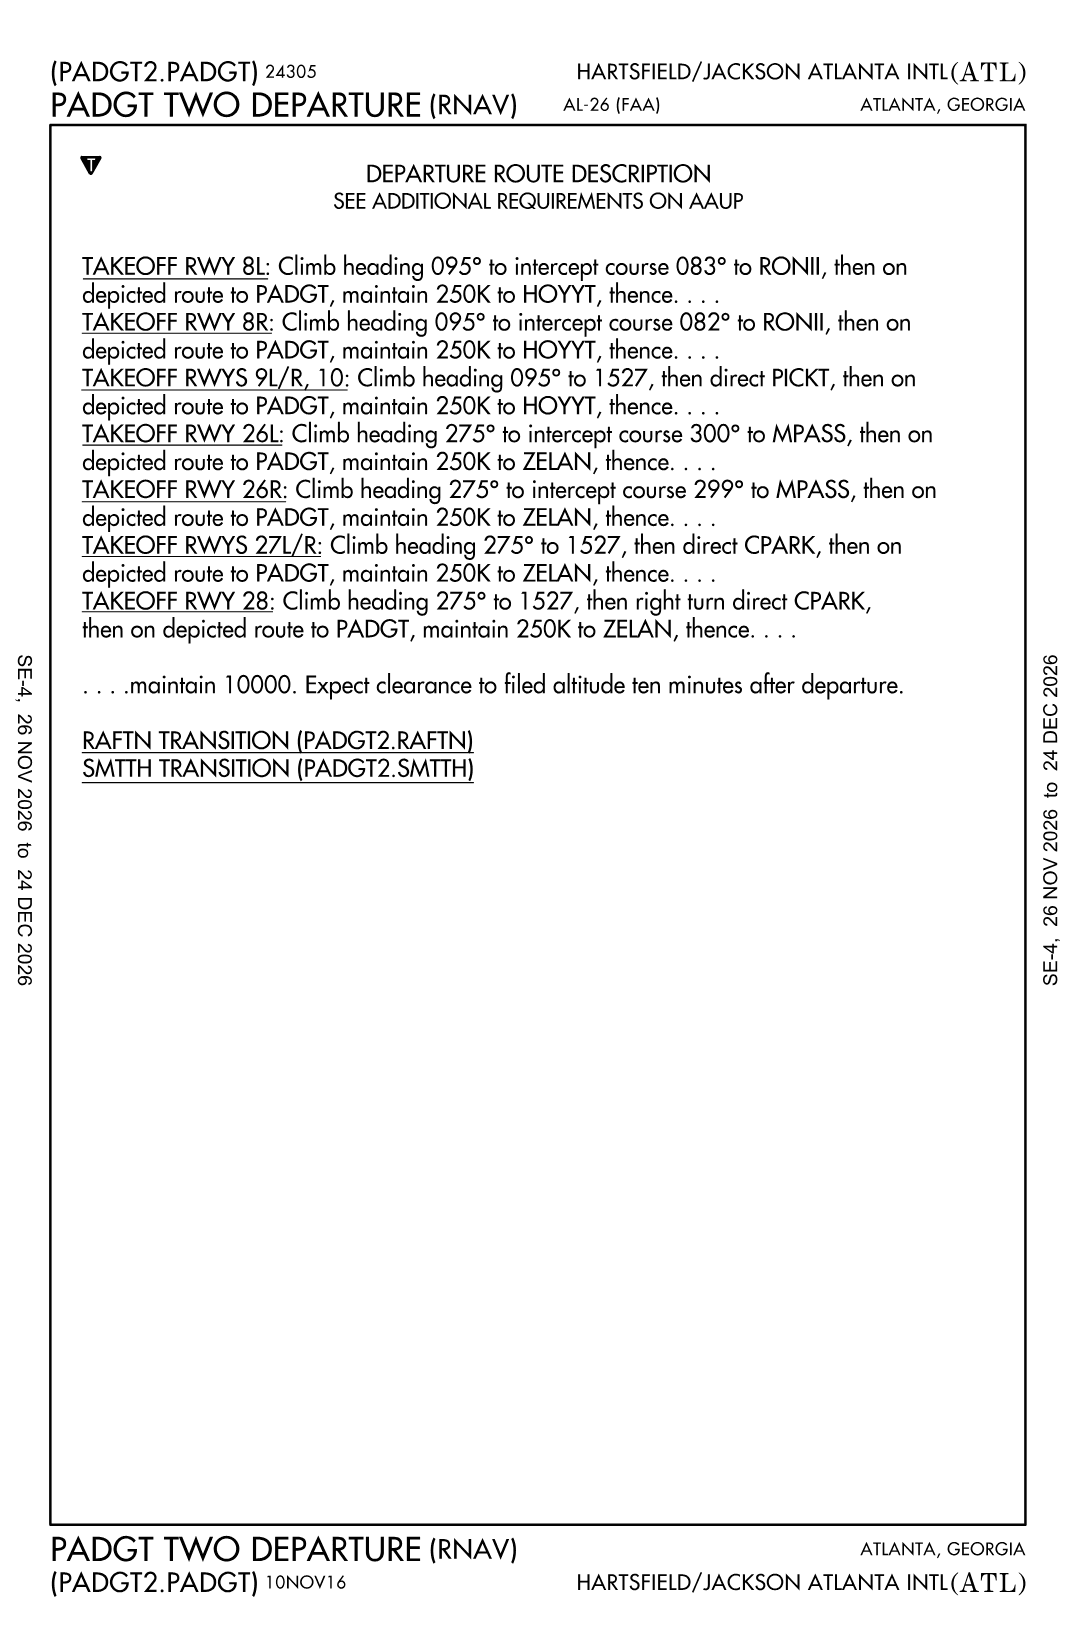 (PADGT2.PADGT) 24305 HARTSFIELD/JACKSON ATLANTA INTL(ATL)
PADGT TWO DEPARTURE (RNAV) AL-26 (FAA) ATLANTA, GEORGIA
T
DEPARTURE ROUTE DESCRIPTION
SEE ADDITIONAL REQUIREMENTS ON AAUP
TAKEOFF RWY 8L: Climb heading 095° to intercept course 083° to RONII, then on
depicted route to PADGT, maintain 250K to HOYYT, thence. . . .
TAKEOFF RWY 8R: Climb heading 095° to intercept course 082° to RONII, then on
depicted route to PADGT, maintain 250K to HOYYT, thence. . . .
TAKEOFF RWYS 9L/R, 10: Climb heading 095° to 1527, then direct PICKT, then on
depicted route to PADGT, maintain 250K to HOYYT, thence. . . .
TAKEOFF RWY 26L: Climb heading 275° to intercept course 300° to MPASS, then on
depicted route to PADGT, maintain 250K to ZELAN, thence. . . .
TAKEOFF RWY 26R: Climb heading 275° to intercept course 299° to MPASS, then on
depicted route to PADGT, maintain 250K to ZELAN, thence. . . .
TAKEOFF RWYS 27L/R: Climb heading 275° to 1527, then direct CPARK, then on
depicted route to PADGT, maintain 250K to ZELAN, thence. . . .
TAKEOFF RWY 28: Climb heading 275° to 1527, then right turn direct CPARK,
then on depicted route to PADGT, maintain 250K to ZELAN, thence. . . .
. . . .maintain 10000. Expect clearance to filed altitude ten minutes after departure.
RAFTN TRANSITION (PADGT2.RAFTN)
SMTTH TRANSITION (PADGT2.SMTTH)
SE-4, 26 NOV 2026 to 24 DEC 2026
SE-4, 26 NOV 2026 to 24 DEC 2026
PADGT TWO DEPARTURE (RNAV) ATLANTA, GEORGIA
(PADGT2.PADGT) 10NOV16 HARTSFIELD/JACKSON ATLANTA INTL(ATL)